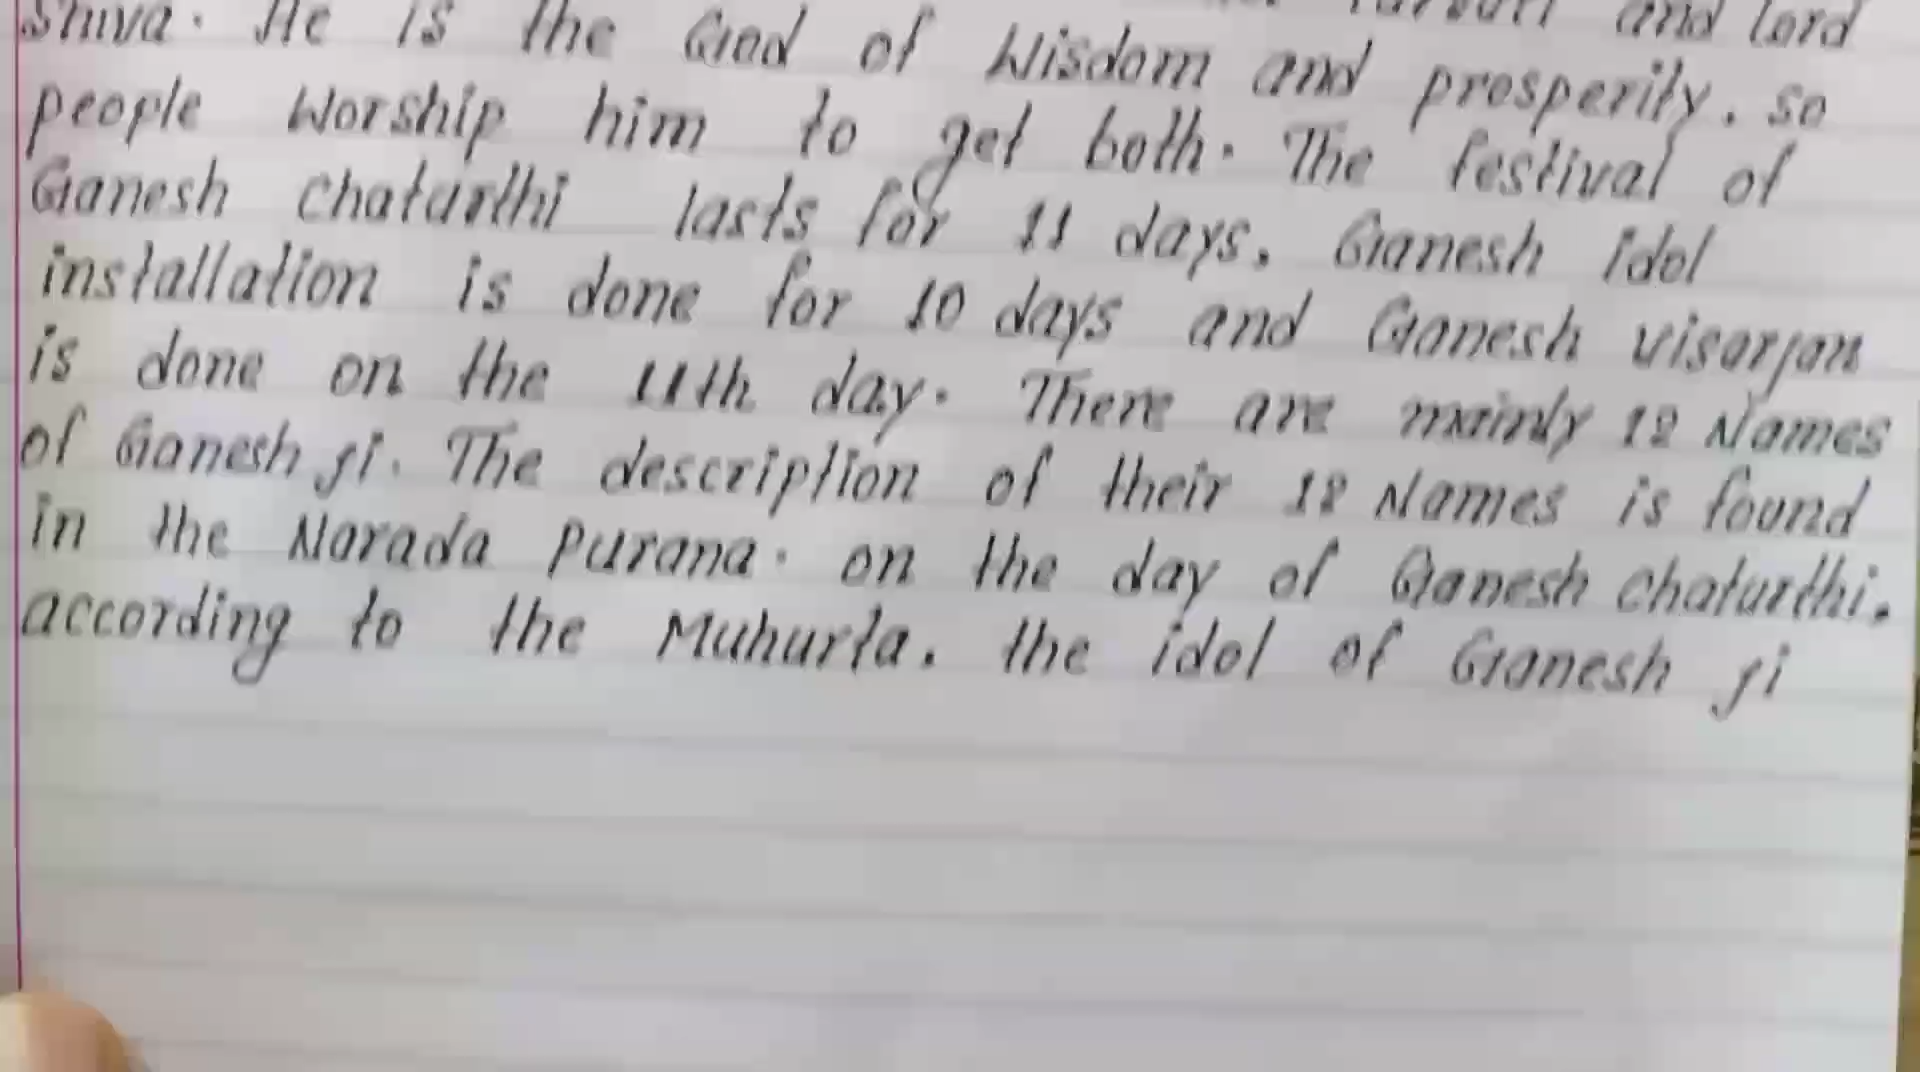 Parvati and lord
Shiva. He is the God of Wisdom and prosperity. so
people Worship him to get both. The festival of
Ganesh chaturthi lasts for 11 days, Ganesh idol
installation is done for 10 days and Ganesh visarjan
is done on the 11th day. There are mainly 12 Names
of Ganesh ji. The description of their 12 Names is found
in the Narada Purana. on the day of Ganesh chaturthi,
according to the Muhurta, the idol of Ganesh ji